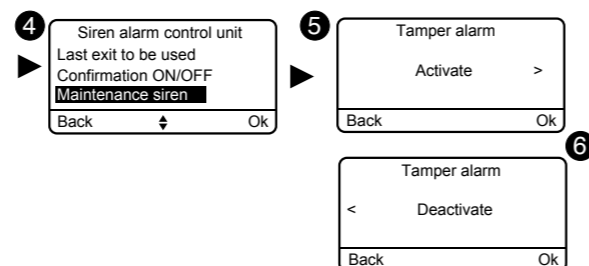 4
Siren alarm control unit
Last exit to be used
Confirmation ON/OFF
Maintenance siren
Back Ok
5
Tamper alarm
Activate >
Back Ok
6
Tamper alarm
< Deactivate
Back Ok